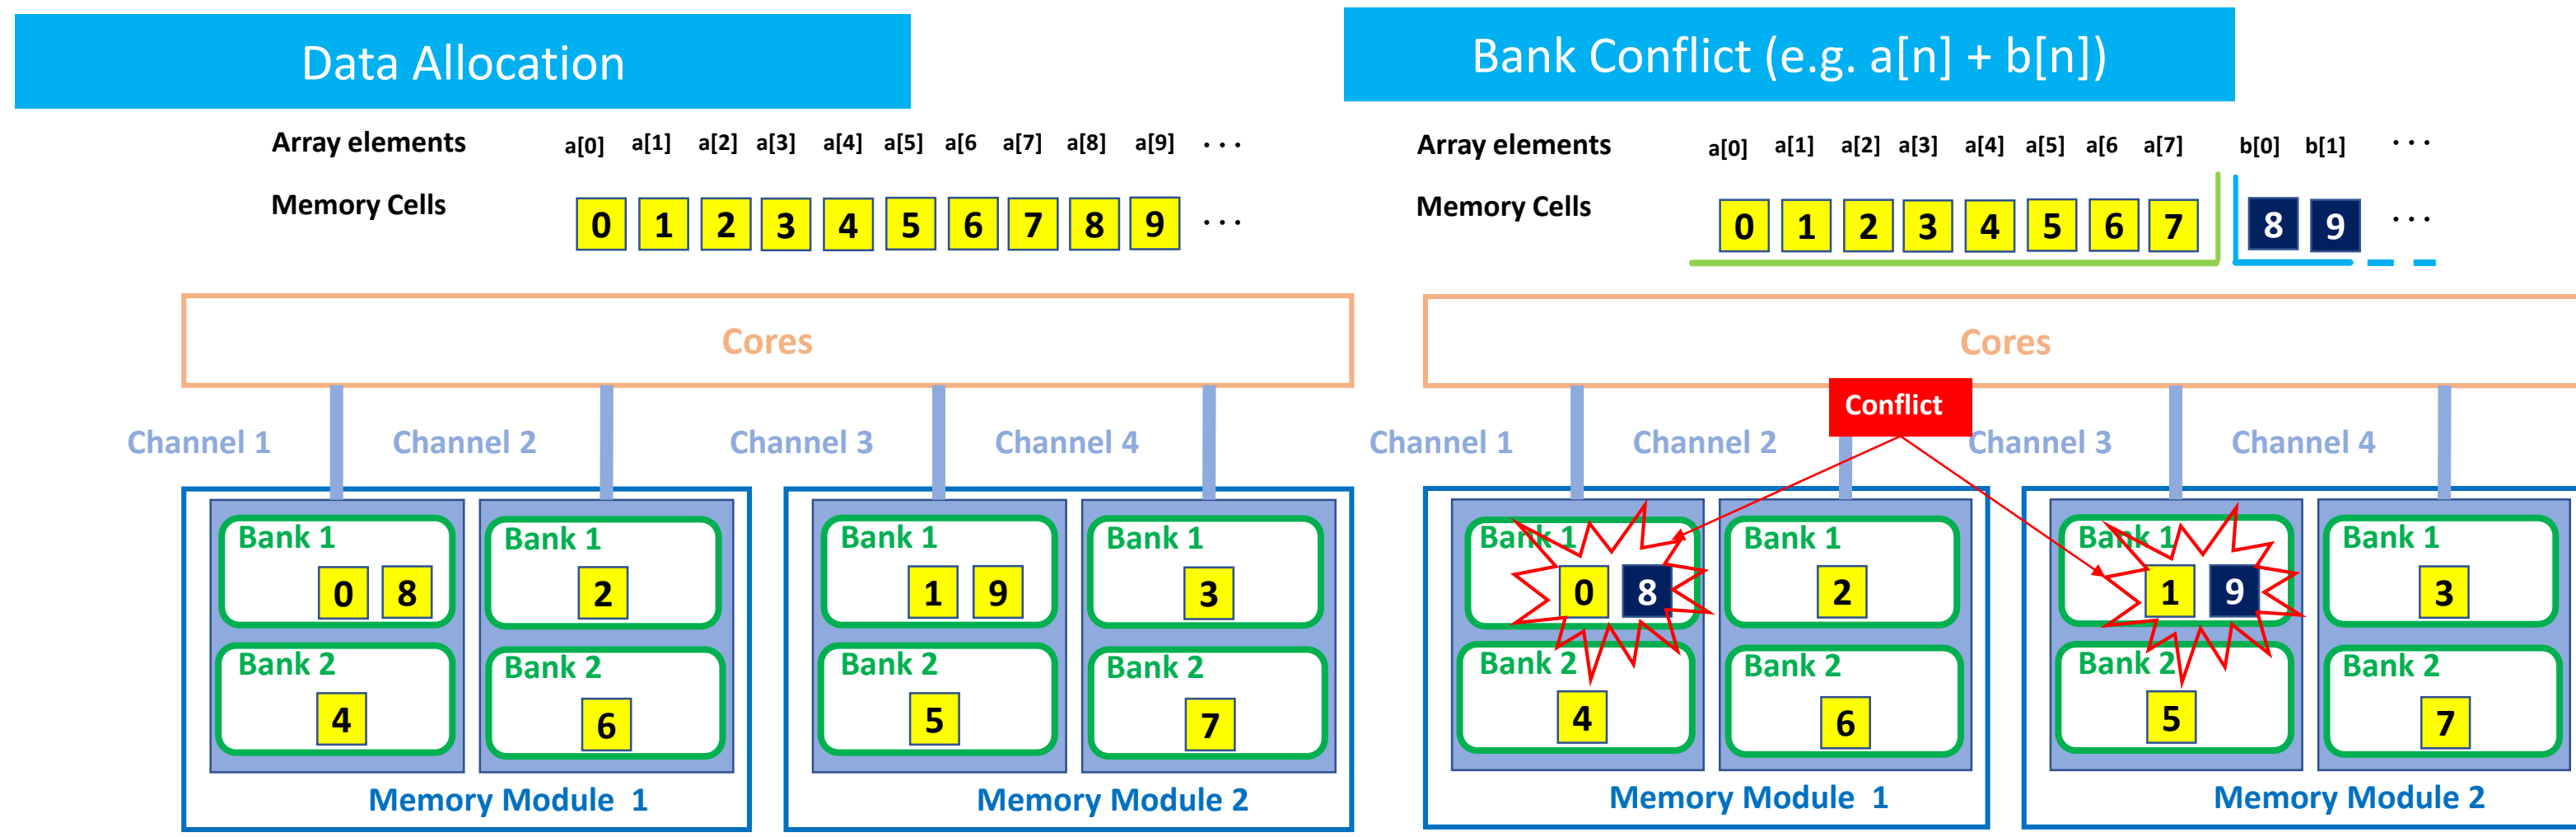 Data Allocation
Array elements a[0] a[1] a[2] a[3] a[4] a[5] a[6 a[7] a[8] a[9] ...
Memory Cells 0 1 2 3 4 5 6 7 8 9 ...
Cores
Channel 1 Channel 2 Channel 3 Channel 4
Bank 1 Bank 1 Bank 1 Bank 1
0 8 2 1 9 3
Bank 2 Bank 2 Bank 2 Bank 2
4 6 5 7
Memory Module 1 Memory Module 2
Bank Conflict (e.g. a[n] + b[n])
Array elements a[0] a[1] a[2] a[3] a[4] a[5] a[6 a[7] b[0] b[1] ...
Memory Cells 0 1 2 3 4 5 6 7 8 9 ...
Cores
Conflict
Channel 1 Channel 2 Channel 3 Channel 4
Bank 1 Bank 1 Bank 1 Bank 1
0 8 2 1 9 3
Bank 2 Bank 2 Bank 2 Bank 2
4 6 5 7
Memory Module 1 Memory Module 2